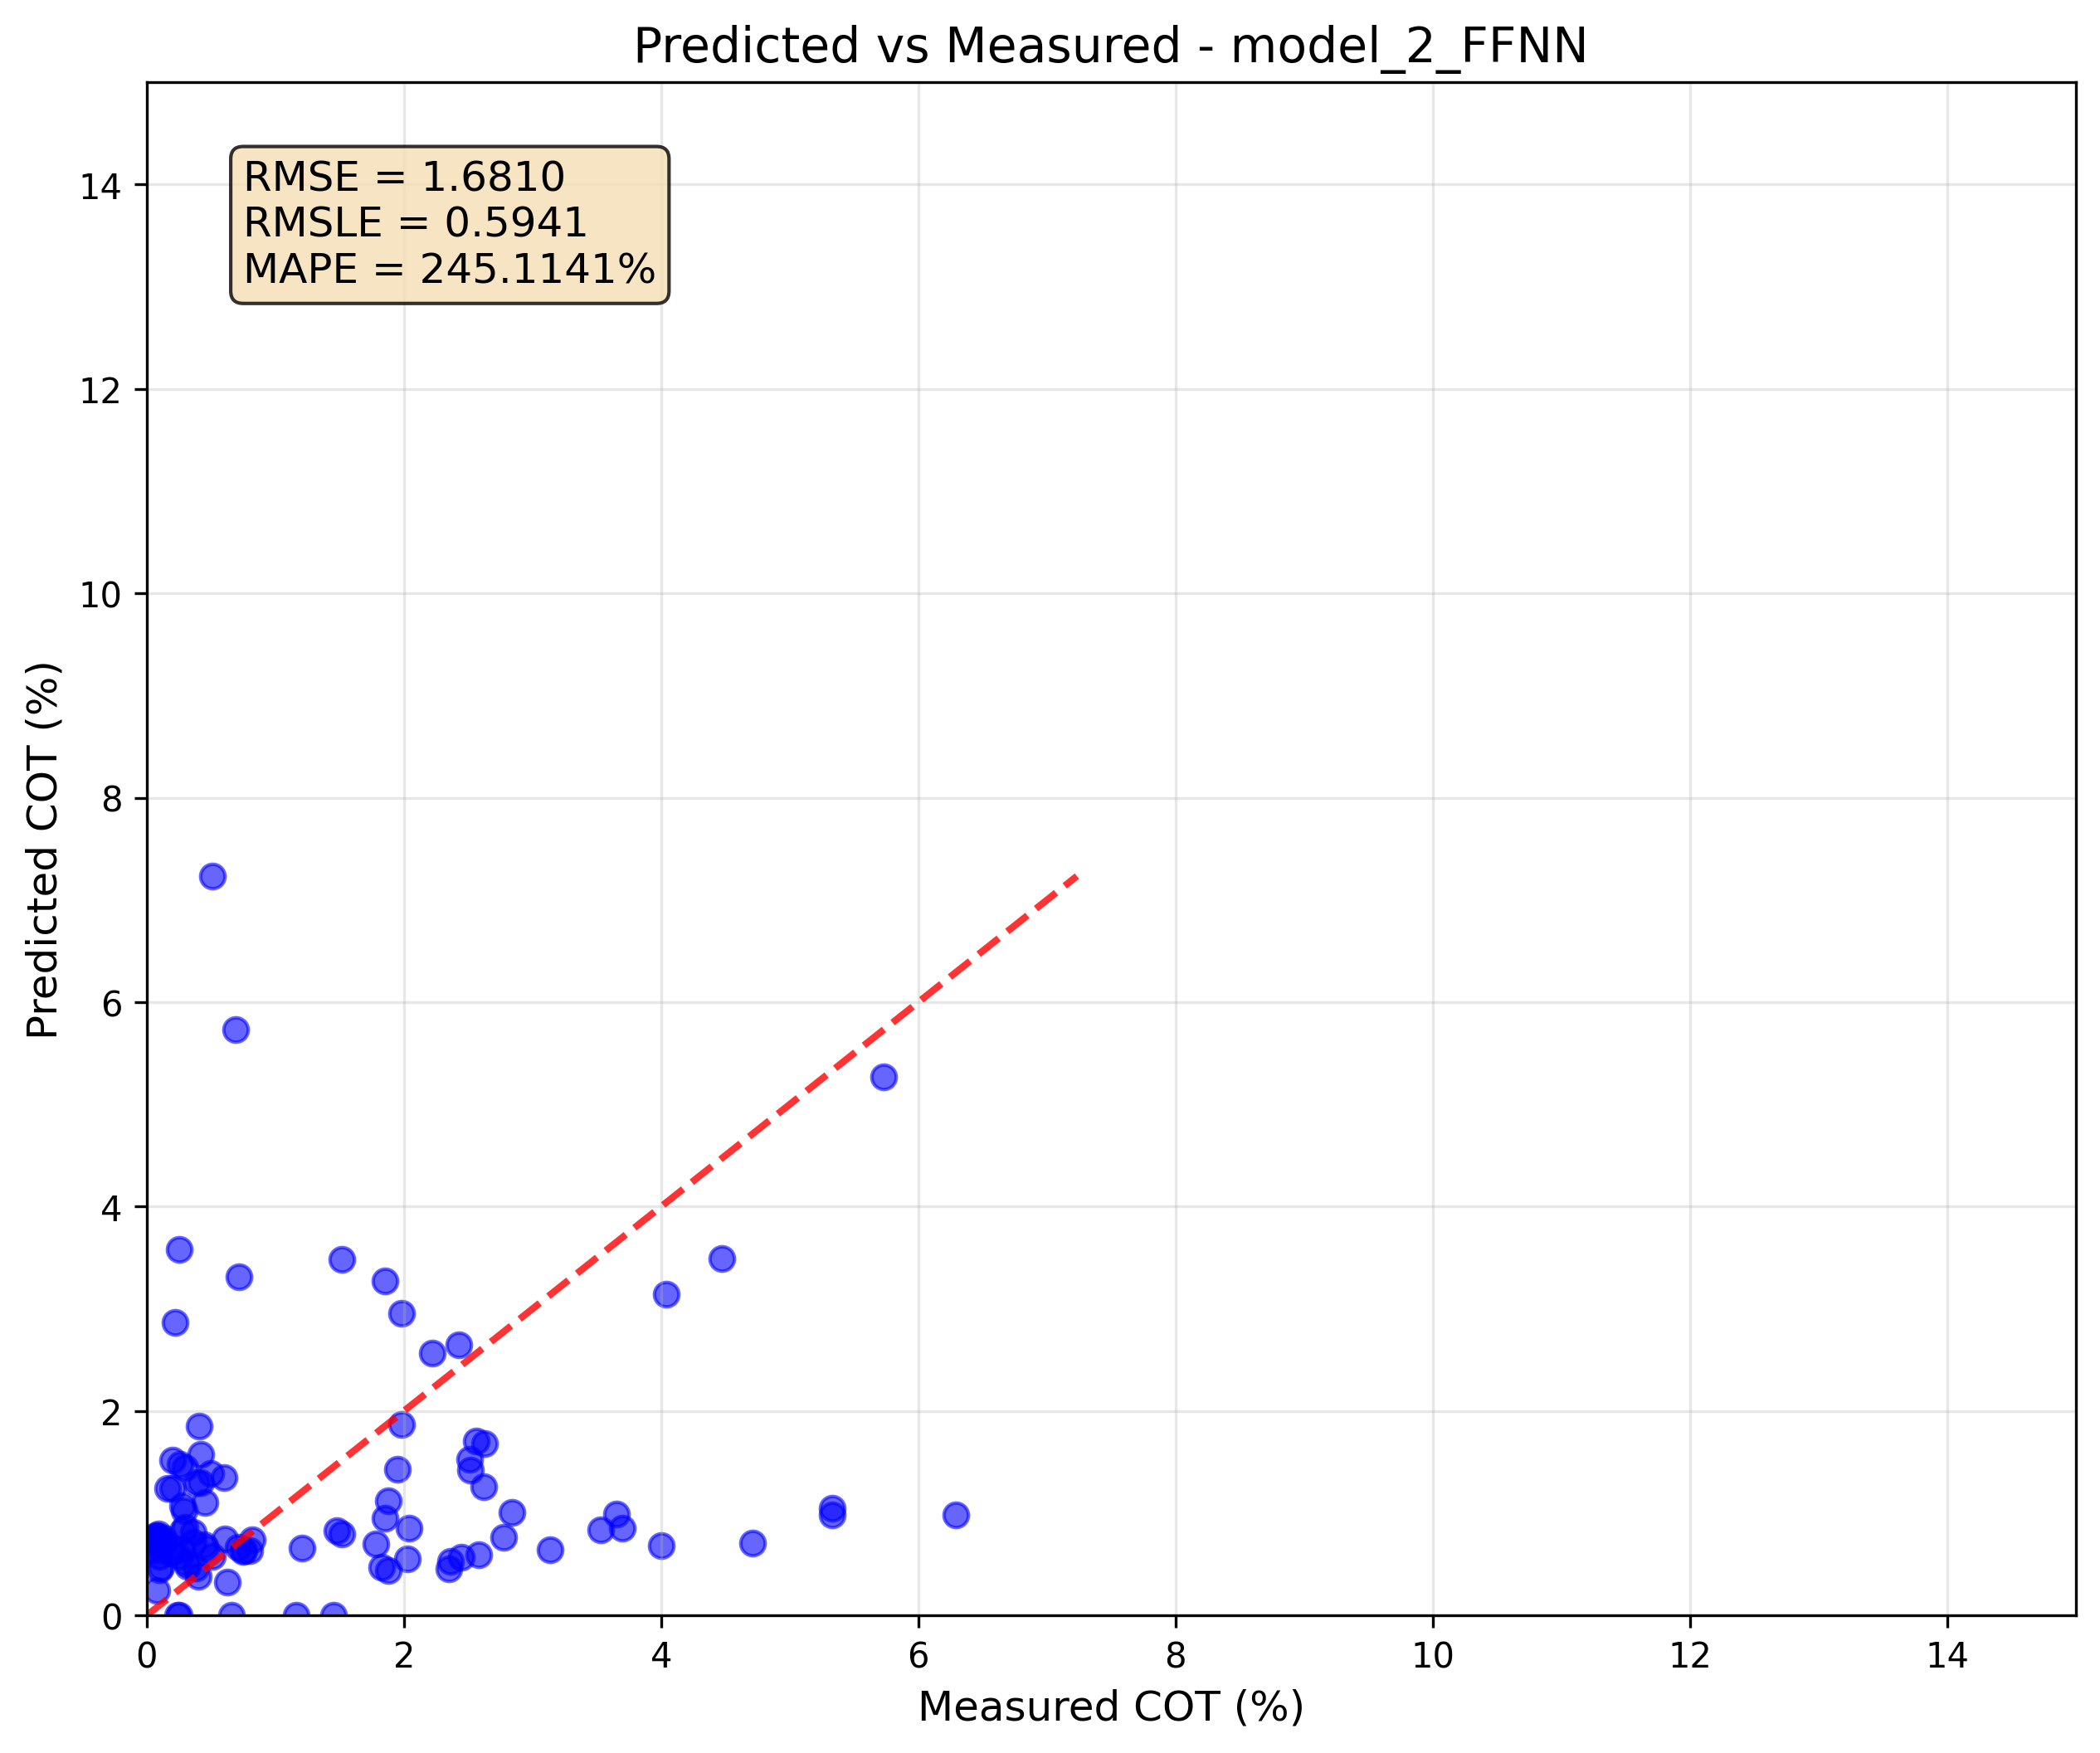 Predicted vs Measured - model_2_FFNN
RMSE = 1.6810
RMSLE = 0.5941
MAPE = 245.1141%
Predicted COT (%)
14
12
10
8
6
4
2
0
0 2 4 6 8 10 12 14
Measured COT (%)